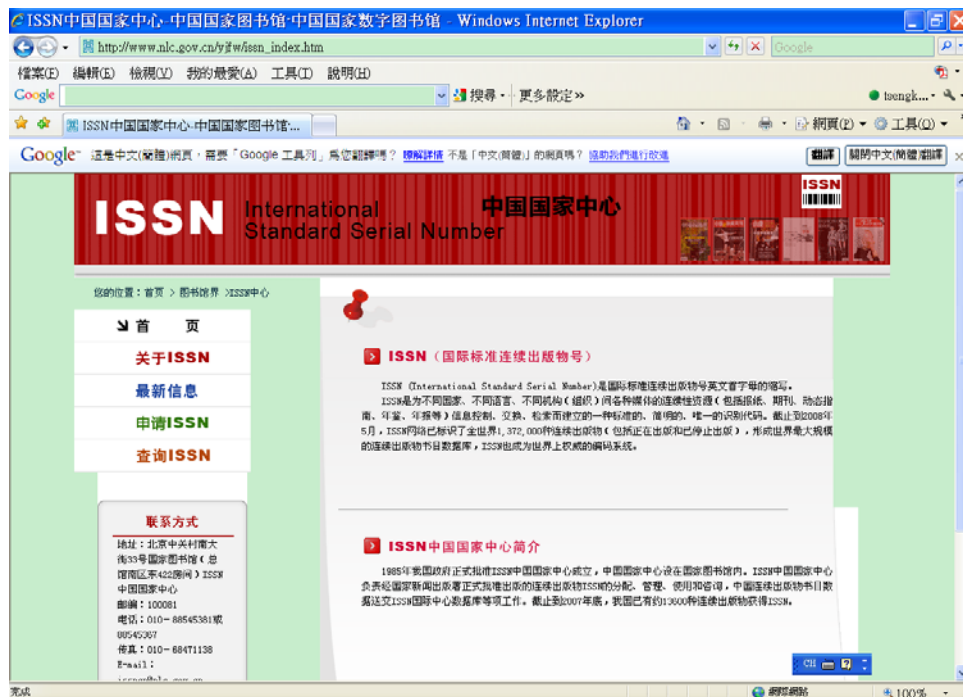 ISSN中国国家中心-中国国家图书馆·中国国家数字图书馆 - Windows Internet Explorer
http://www.nlc.gov.cn/yjfw/issn_index.htm
Google
檔案(F) 編輯(E) 檢視(V) 我的最愛(A) 工具(T) 說明(H)
Google 搜尋 更多設定 » tsengk...
ISSN中国国家中心-中国国家图书馆·... 網頁(P) 工具(O)
Google 這是中文(簡體)網頁，需要「Google 工具列」為您翻譯嗎？ 瞭解詳情 不是「中文(簡體)」的網頁嗎？ 協助我們進行改進 翻譯 關閉中文(簡體)翻譯
ISSN
International
Standard Serial Number
中国国家中心
ISSN
您的位置：首页 > 图书馆界 >ISSN中心
首 页
关于ISSN
最新信息
申请ISSN
查询ISSN
联系方式
地址：北京中关村南大
街33号国家图书馆（总
馆南区东422房间）ISSN
中国国家中心
邮编：100081
电话：010-88545381或
88545367
传真：010-68471138
E-mail：
ISSN（国际标准连续出版物号）
ISSN (International Standard Serial Number)是国际标准连续出版物号英文首字母的缩写。
ISSN是为不同国家、不同语言、不同机构（组织）间各种媒体的连续性资源（包括报纸、期刊、动态指
南、年鉴、年报等）信息控制、交换、检索而建立的一种标准的、简明的、唯一的识别代码。截止到2008年
5月，ISSN网络已标识了全世界1,372,000种连续出版物（包括正在出版和已停止出版），形成世界最大规模
的连续出版物书目数据库，ISSN也成为世界上权威的编码系统。
ISSN中国国家中心简介
1985年我国政府正式批准ISSN中国国家中心成立，中国国家中心设在国家图书馆内。ISSN中国国家中心
负责经国家新闻出版署正式批准出版的连续出版物ISSN的分配、管理、使用和咨询，中国连续出版物书目数
据送交ISSN国际中心数据库等项工作。截止到2007年底，我国已有约13600种连续出版物获得ISSN。
CH
完成 網際網路 100%